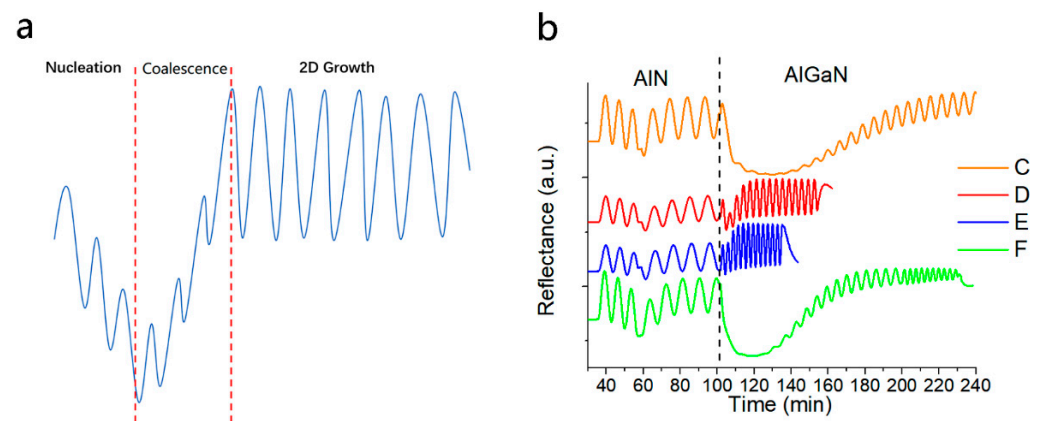 a
Nucleation Coalescence 2D Growth
b
AlN AlGaN
Reflectance (a.u.)
C
D
E
F
40 60 80 100 120 140 160 180 200 220 240
Time (min)